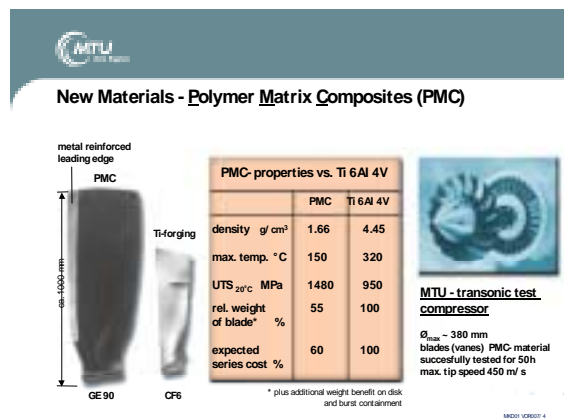 MTU
New Materials - Polymer Matrix Composites (PMC)
metal reinforced
leading edge
PMC
ca. 1000 mm
GE 90
Ti-forging
CF6
PMC- properties vs. Ti 6Al 4V
PMC Ti 6Al 4V
density g/ cm³ 1.66 4.45
max. temp. °C 150 320
UTS 20°C MPa 1480 950
rel. weight
of blade* % 55 100
expected
series cost % 60 100
* plus additional weight benefit on disk
and burst containment
MTU - transonic test
compressor
Ømax ~ 380 mm
blades (vanes) PMC- material
succesfully tested for 50h
max. tip speed 450 m/ s